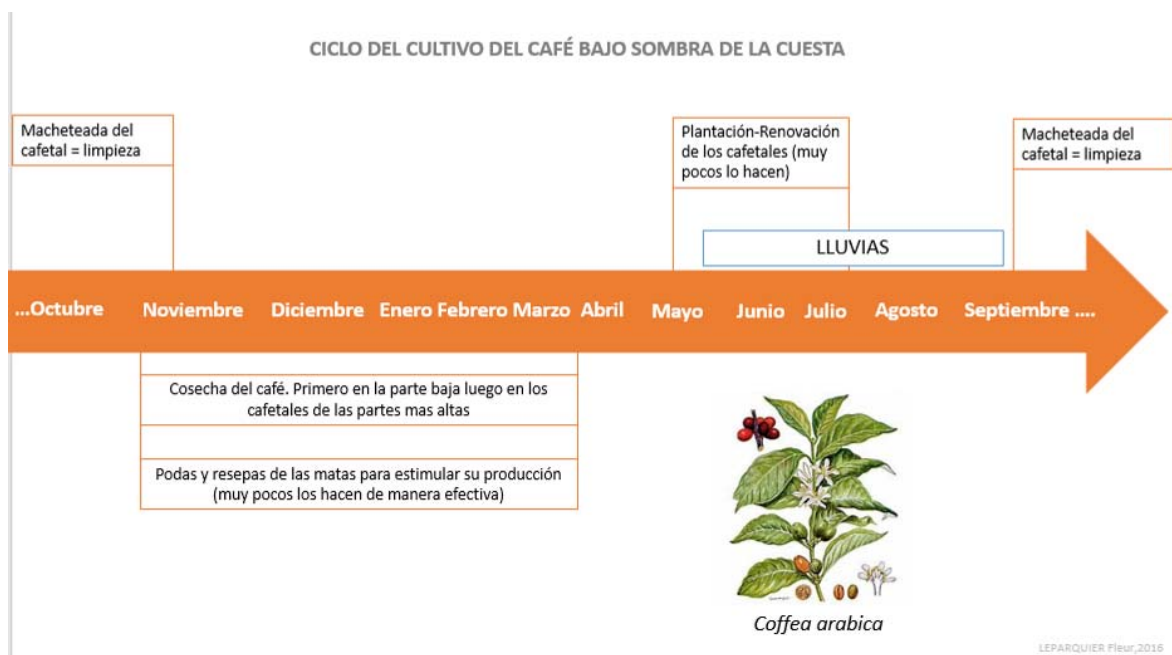 CICLO DEL CULTIVO DEL CAFÉ BAJO SOMBRA DE LA CUESTA
Macheteada del
cafetal = limpieza
Plantación-Renovación
de los cafetales (muy
pocos lo hacen)
Macheteada del
cafetal = limpieza
LLUVIAS
...Octubre Noviembre Diciembre Enero Febrero Marzo Abril Mayo Junio Julio Agosto Septiembre ....
Cosecha del café. Primero en la parte baja luego en los
cafetales de las partes mas altas
Podas y resepas de las matas para estimular su producción
(muy pocos los hacen de manera efectiva)
Coffea arabica
LEPARQUIER Fleur,2016